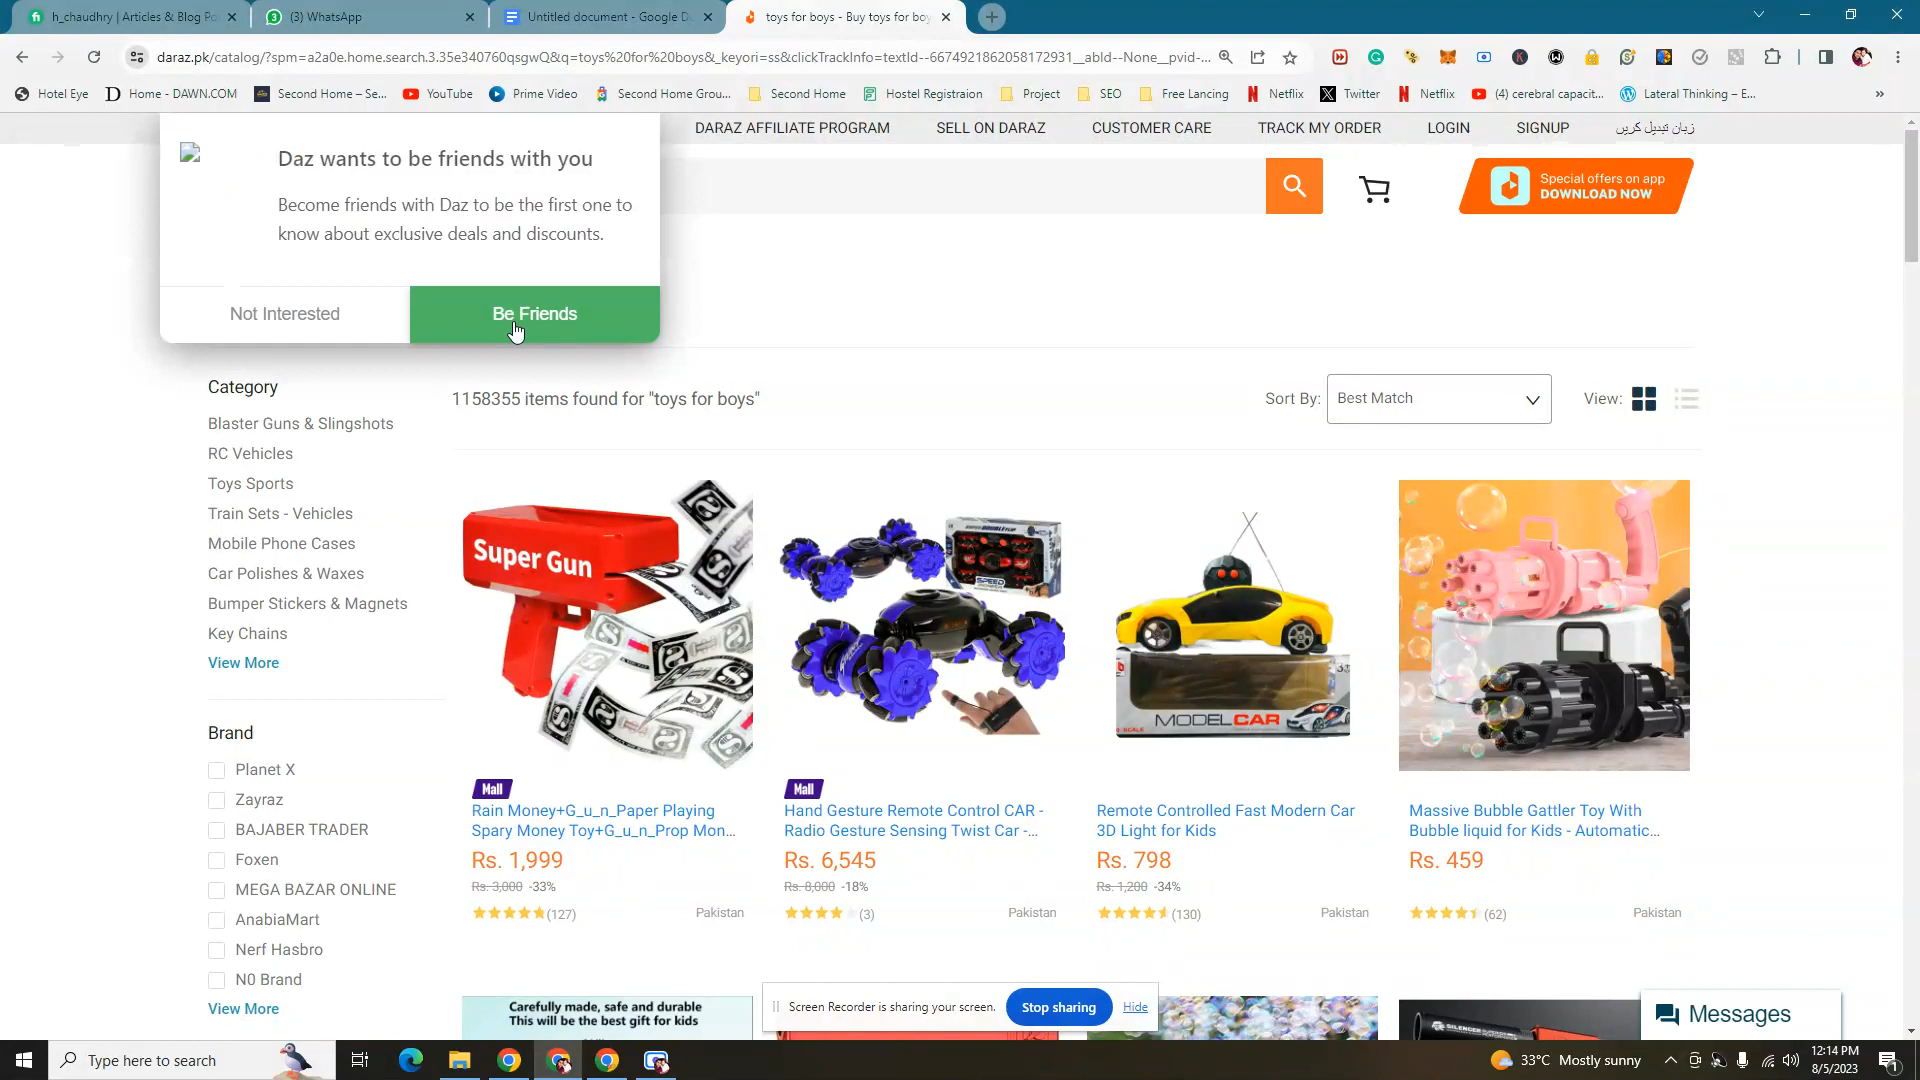 h_chaudhry | Articles & Blog Po
(3) WhatsApp
Untitled document - Google D
toys for boys - Buy toys for boy
daraz.pk/catalog/?spm=a2a0e.home.search.3.35e340760qsgwQ&q=toys%20for%20boys&_keyori=ss&clickTrackInfo=textId--6674921862058172931__abId--None__pvid-...
Hotel Eye
Home - DAWN.COM
Second Home – Se...
YouTube
Prime Video
Second Home Grou...
Second Home
Hostel Registraion
Project
SEO
Free Lancing
Netflix
Twitter
Netflix
(4) cerebral capacit...
Lateral Thinking – E...
DARAZ AFFILIATE PROGRAM
SELL ON DARAZ
CUSTOMER CARE
TRACK MY ORDER
LOGIN
SIGNUP
زبان تبدیل کریں
Daz wants to be friends with you
Become friends with Daz to be the first one to
know about exclusive deals and discounts.
Not Interested
Be Friends
Special offers on app
DOWNLOAD NOW
Category
Blaster Guns & Slingshots
RC Vehicles
Toys Sports
Train Sets - Vehicles
Mobile Phone Cases
Car Polishes & Waxes
Bumper Stickers & Magnets
Key Chains
View More
Brand
Planet X
Zayraz
BAJABER TRADER
Foxen
MEGA BAZAR ONLINE
AnabiaMart
Nerf Hasbro
N0 Brand
View More
1158355 items found for "toys for boys"
Sort By:
Best Match
View:
Super Gun
Mall
Rain Money+G_u_n_Paper Playing
Spary Money Toy+G_u_n_Prop Mon...
Rs. 1,999
Rs. 3,000 -33%
(127)
Pakistan
SPEED
Mall
Hand Gesture Remote Control CAR -
Radio Gesture Sensing Twist Car -...
Rs. 6,545
Rs. 8,000 -18%
(3)
Pakistan
MODEL CAR
Remote Controlled Fast Modern Car
3D Light for Kids
Rs. 798
Rs. 1,200 -34%
(130)
Pakistan
Massive Bubble Gattler Toy With
Bubble liquid for Kids - Automatic...
Rs. 459
(62)
Pakistan
Carefully made, safe and durable
This will be the best gift for kids
SILENCER
Screen Recorder is sharing your screen.
Stop sharing
Hide
Messages
Type here to search
33°C Mostly sunny
12:14 PM
8/5/2023
1